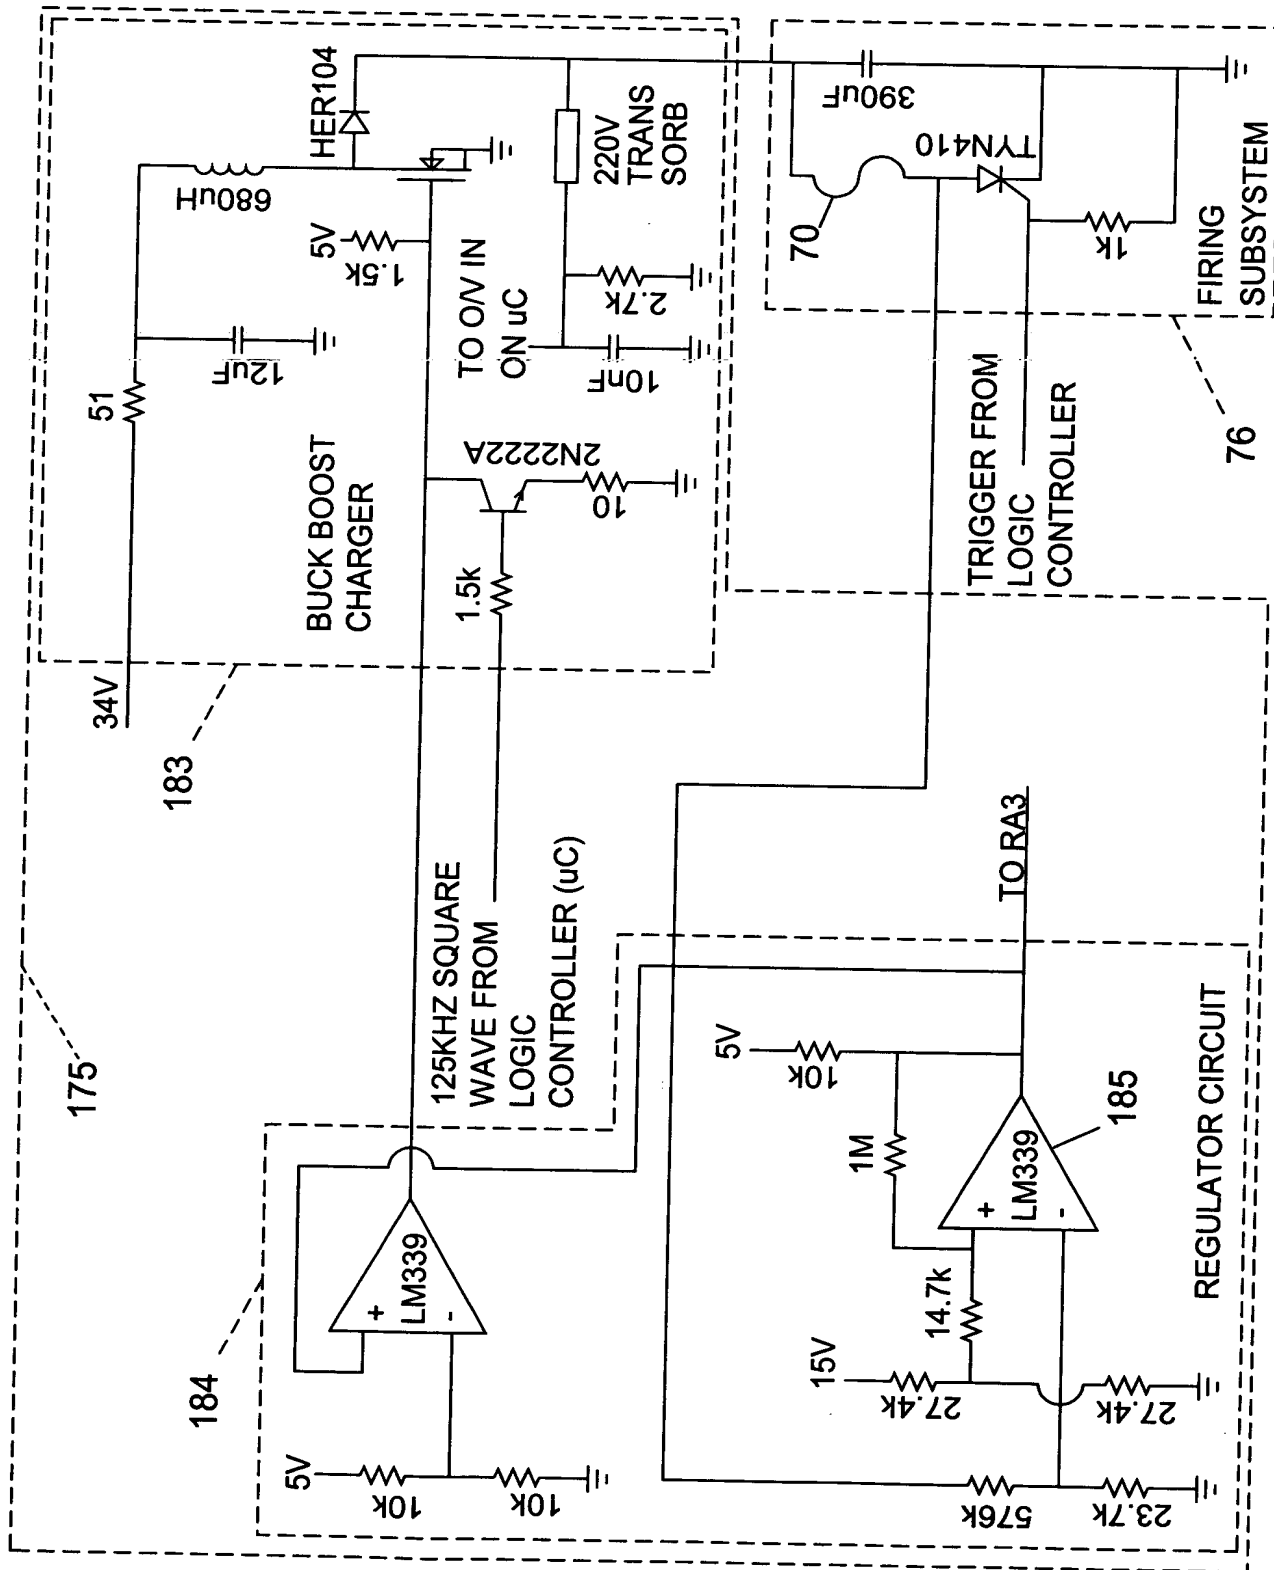 34V
51
680uH
HER104
12uF
5V
1.5k
BUCK BOOST
CHARGER
TO O/V IN
ON uC
220V
TRANS
SORB
2.7k
10nF
2N2222A
10
1.5k
183
175
125KHZ SQUARE
WAVE FROM
LOGIC
CONTROLLER (uC)
390uF
TYN410
70
1k
FIRING
SUBSYSTEM
TRIGGER FROM
LOGIC
CONTROLLER
76
184
+
-
LM339
5V
10k
10k
TO RA3
5V
10k
1M
+
-
LM339
185
14.7k
15V
27.4k
27.4k
576k
23.7k
REGULATOR CIRCUIT